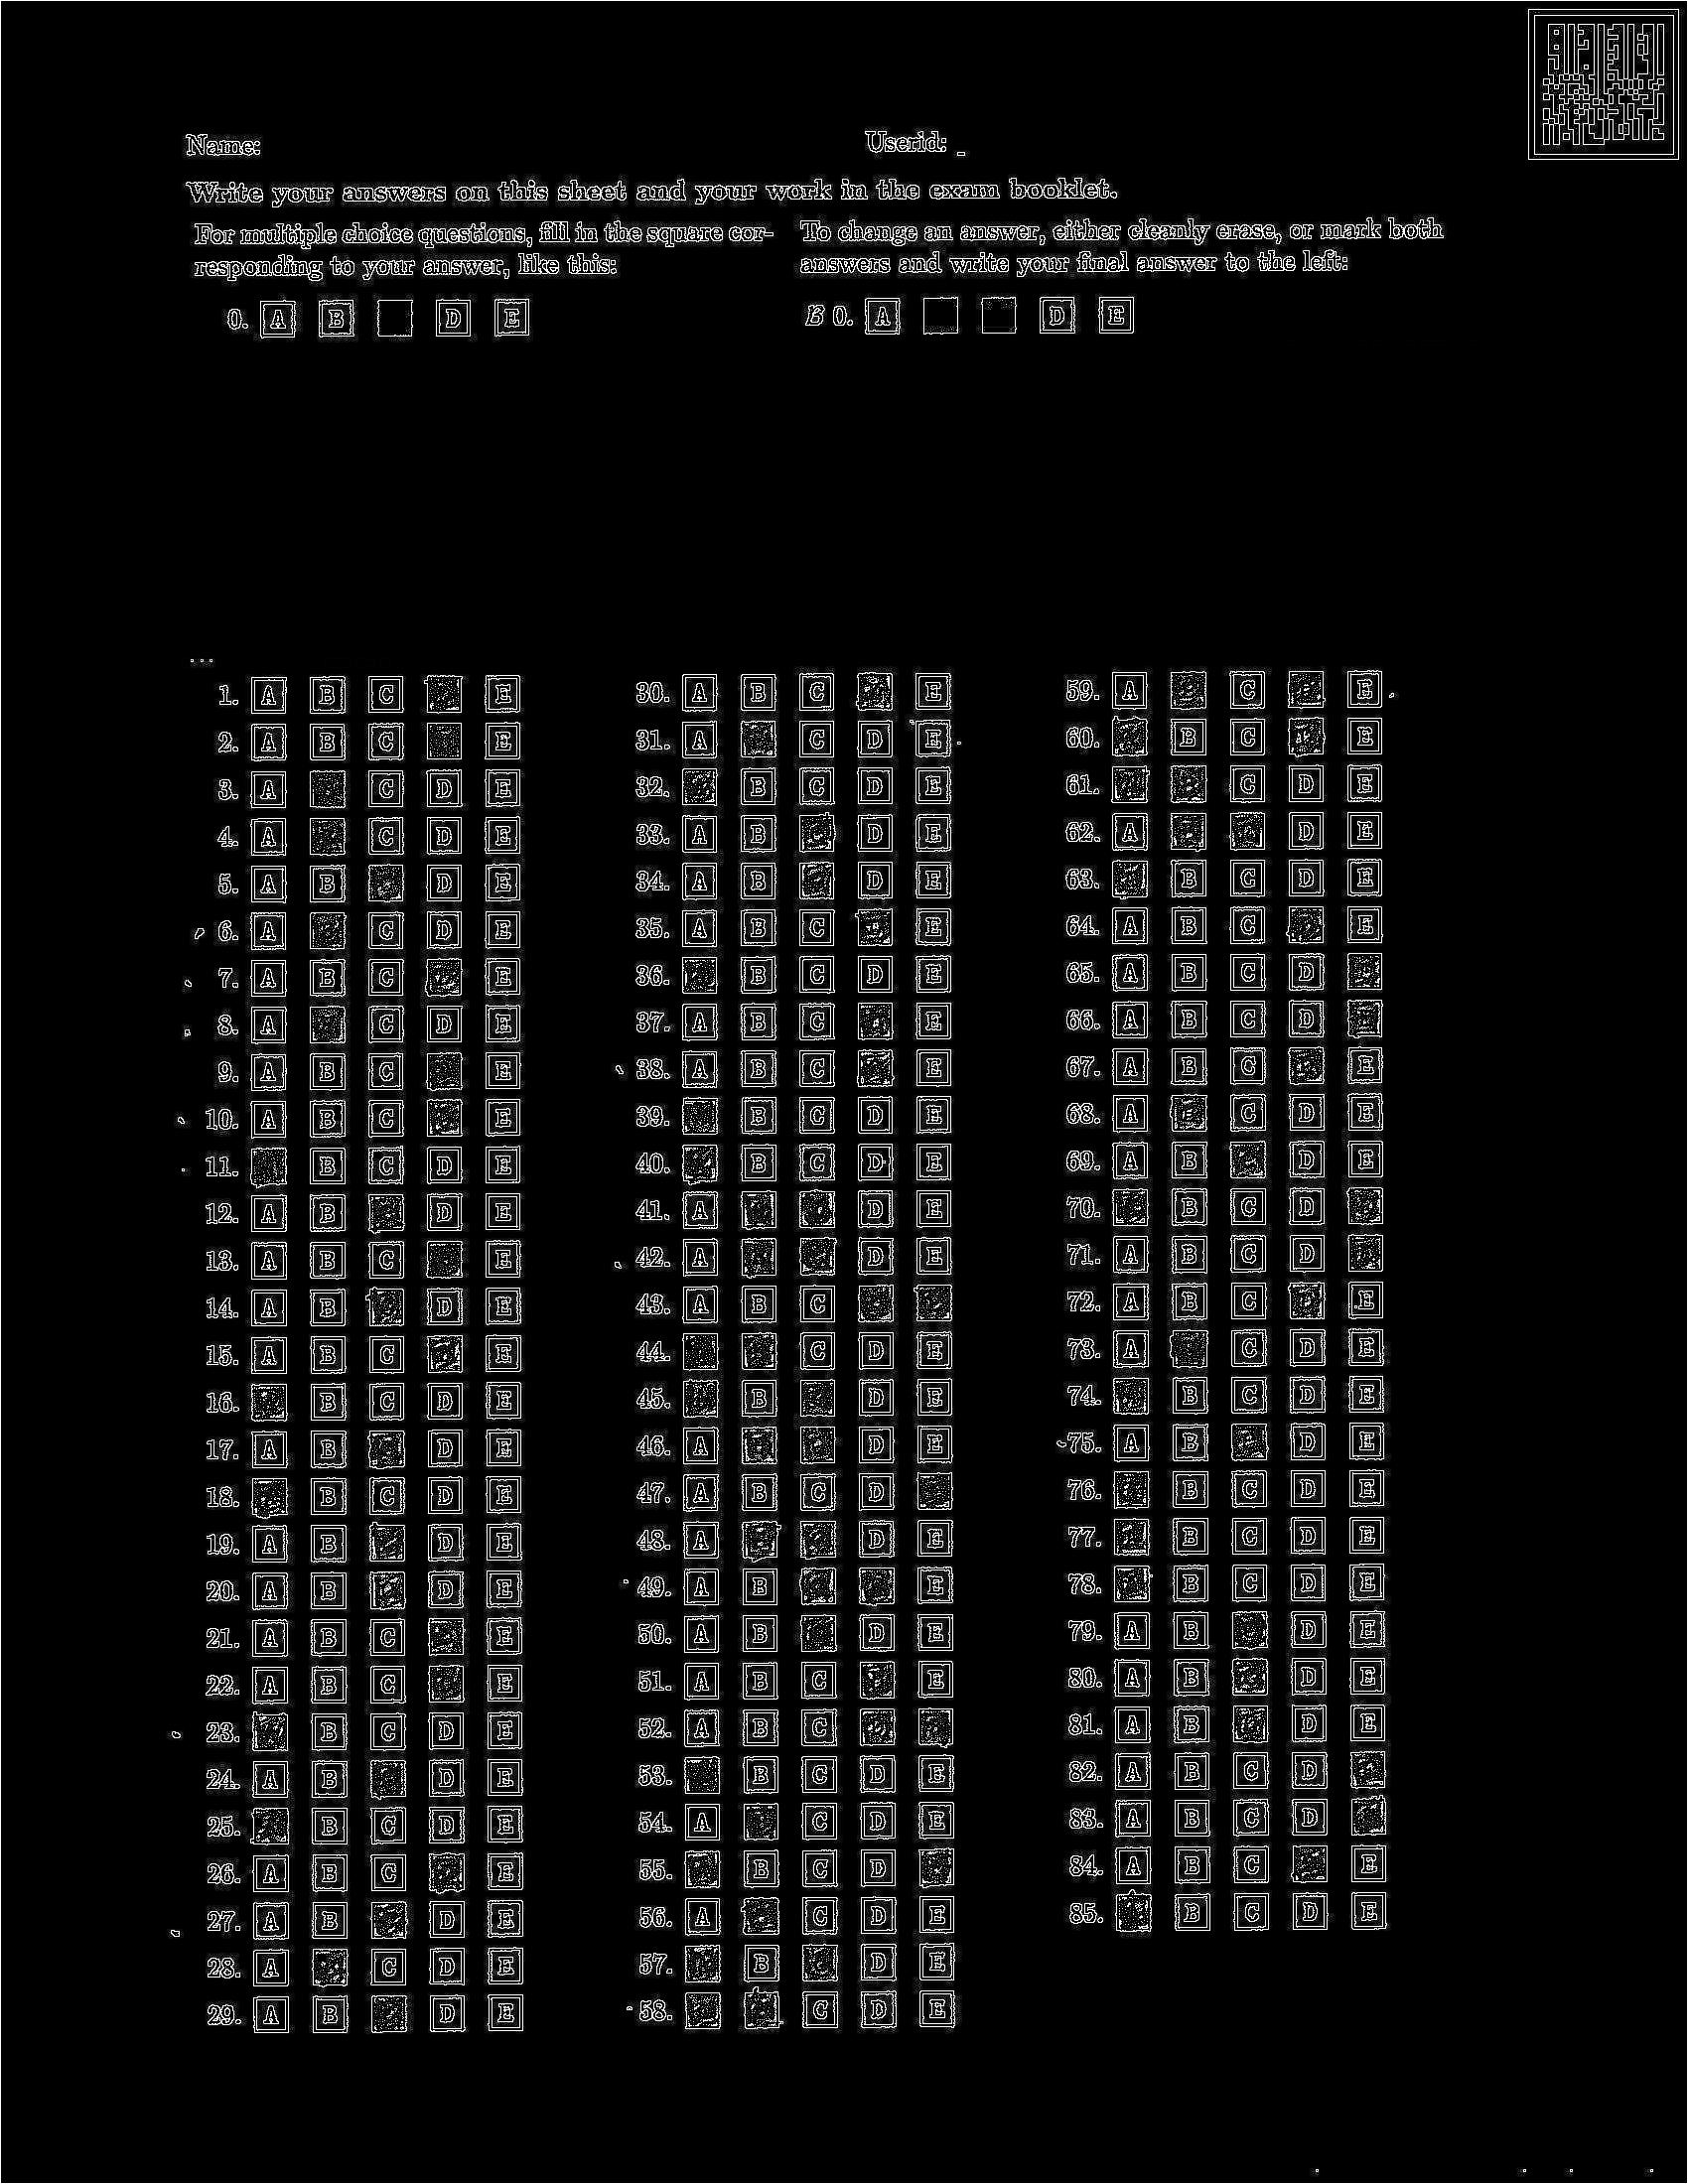 Name:
Userid: _
Write your answers on this sheet and your work in the exam booklet.
For multiple choice questions, fill in the square cor-
responding to your answer, like this:
0. A B D E
To change an answer, either cleanly erase, or mark both
answers and write your final answer to the left:
B 0. A D E
...
1. A B C E
2. A B C E
3. A C D E
4. A C D E
5. A B D E
6. A C D E
7. A B C E
8. A C D E
9. A B C E
10. A B C E
11. B C D E
12. A B D E
13. A B C E
14. A B D E
15. A B C E
16. B C D E
17. A B D E
18. B C D E
19. A B D E
20. A B D E
21. A B C E
22. A B C E
23. B C D E
24. A B D E
25. B C D E
26. A B C E
27. A B D E
28. A C D E
29. A B D E
30. A B C E
31. A C D E
32. B C D E
33. A B D E
34. A B D E
35. A B C E
36. B C D E
37. A B C E
38. A B C E
39. B C D E
40. B C D E
41. A D E
42. A D E
43. A B C
44. C D E
45. B D E
46. A D E
47. A B C D
48. A D E
49. A B E
50. A B D E
51. A B C E
52. A B C
53. B C D E
54. A C D E
55. B C D
56. A C D E
57. B D E
58. C D E
59. A C E
60. B C E
61. C D E
62. A D E
63. B C D E
64. A B C E
65. A B C D
66. A B C D
67. A B C E
68. A C D E
69. A B D E
70. B C D
71. A B C D
72. A B C E
73. A C D E
74. B C D E
75. A B D E
76. B C D E
77. B C D E
78. B C D E
79. A B D E
80. A B D E
81. A B D E
82. A B C D
83. A B C D
84. A B C E
85. B C D E